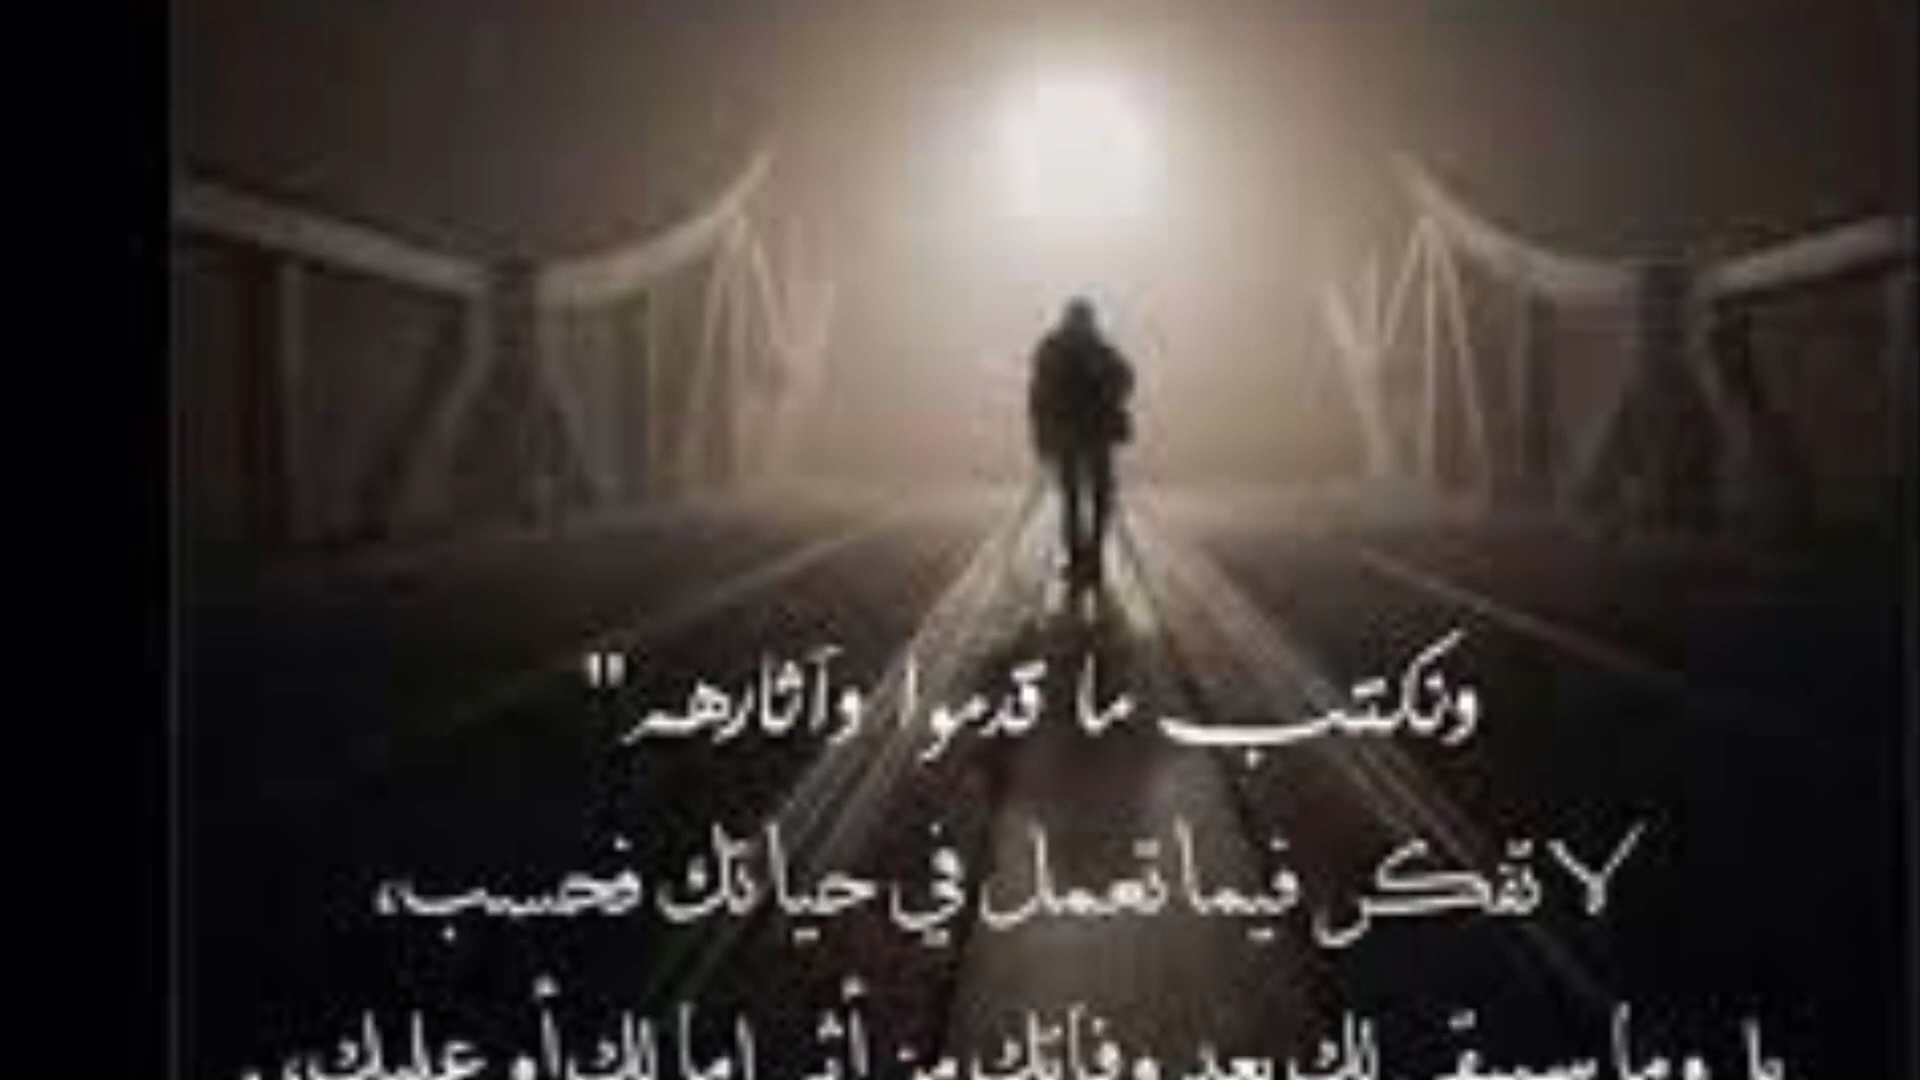 ونكتب ما قدموا وآثارهم"
لا تفكر فيما تعمل في حياتك فحسب،
بل وما سيبقى لك بعد وفاتك من أثر إما لك أو عليك،